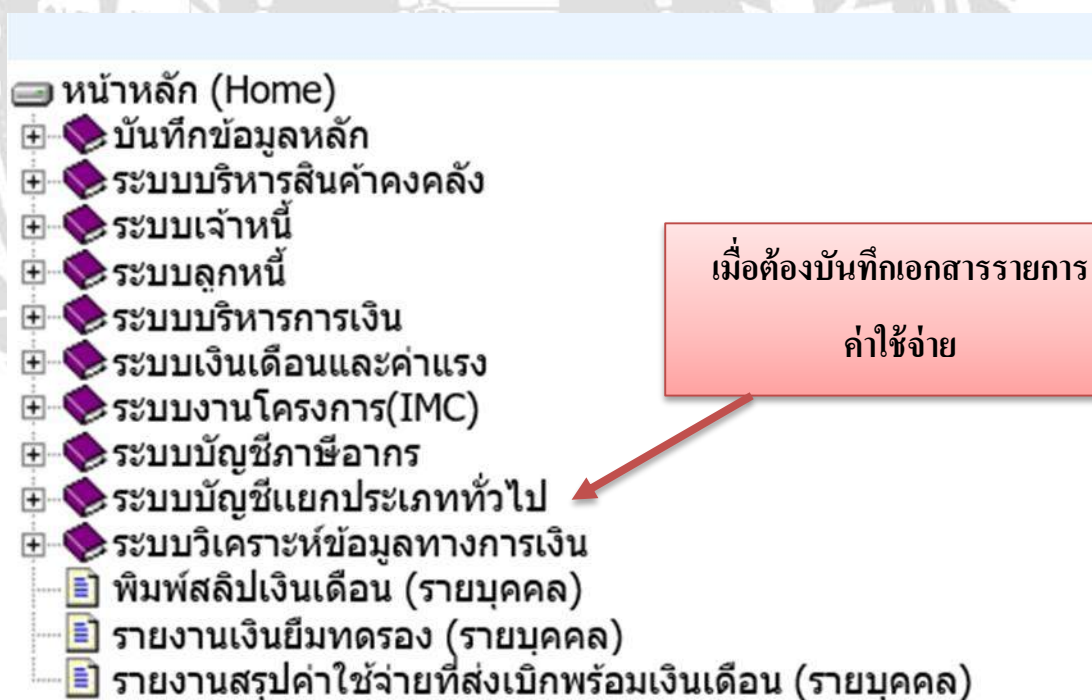 หน้าหลัก (Home)
บันทึกข้อมูลหลัก
ระบบบริหารสินค้าคงคลัง
ระบบเจ้าหนี้
ระบบลูกหนี้
ระบบบริหารการเงิน
ระบบเงินเดือนและค่าแรง
ระบบงานโครงการ(IMC)
ระบบบัญชีภาษีอากร
ระบบบัญชีแยกประเภททั่วไป
ระบบวิเคราะห์ข้อมูลทางการเงิน
พิมพ์สลิปเงินเดือน (รายบุคคล)
รายงานเงินยืมทดรอง (รายบุคคล)
รายงานสรุปค่าใช้จ่ายที่ส่งเบิกพร้อมเงินเดือน (รายบุคคล)
เมื่อต้องบันทึกเอกสารรายการ
ค่าใช้จ่าย